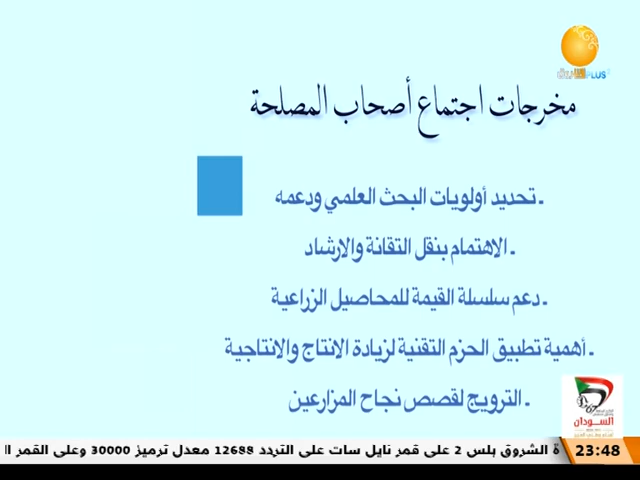 PLUS
مخرجات اجتماع أصحاب المصلحة
. تحديد أولويات البحث العلمي ودعمه
. الاهتمام بنقل التقانة والارشاد
. دعم سلسلة القيمة للمحاصيل الزراعية
. أهمية تطبيق الحزم التقنية لزيادة الانتاج والانتاجية
. الترويج لقصص نجاح المزارعين
السودان
23:48
ة الشروق بلس 2 على قمر نايل سات على التردد 12688 معدل ترميز 30000 وعلى القمر ال